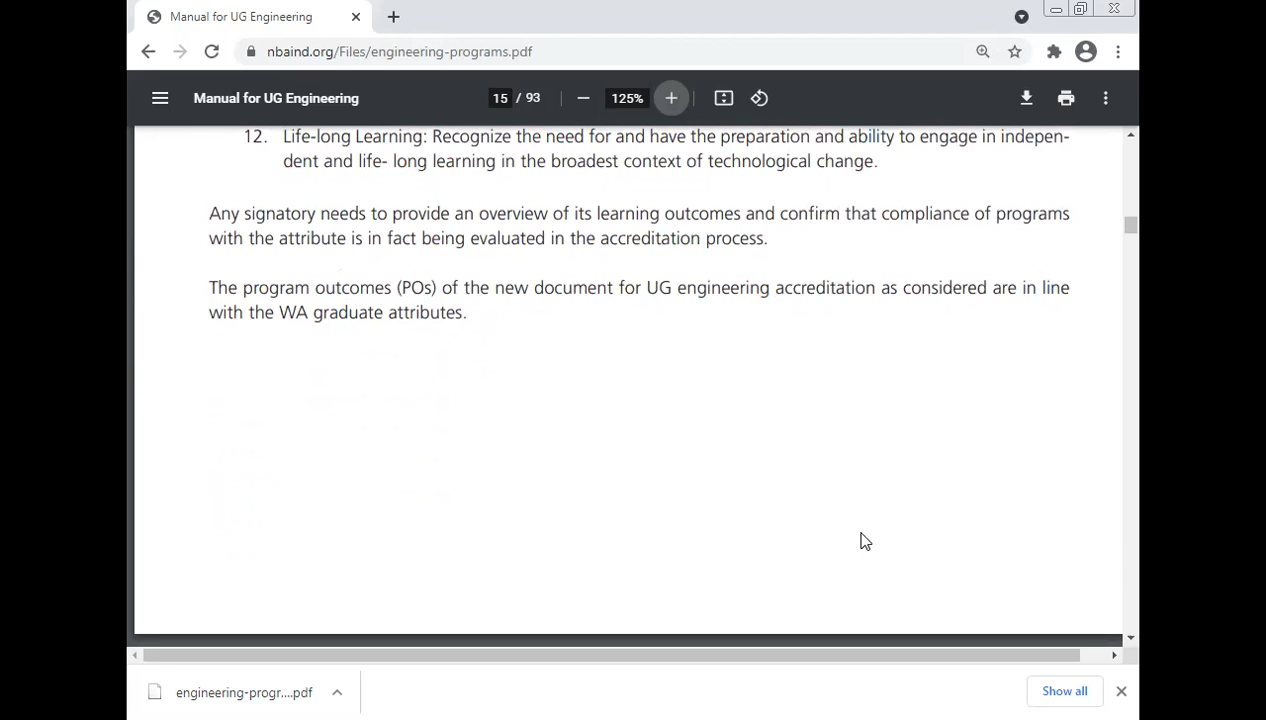 Manual for UG Engineering
nbaind.org/Files/engineering-programs.pdf
Manual for UG Engineering
15 / 93
125%
12. Life-long Learning: Recognize the need for and have the preparation and ability to engage in indepen-
dent and life- long learning in the broadest context of technological change.
Any signatory needs to provide an overview of its learning outcomes and confirm that compliance of programs
with the attribute is in fact being evaluated in the accreditation process.
The program outcomes (POs) of the new document for UG engineering accreditation as considered are in line
with the WA graduate attributes.
engineering-progr....pdf
Show all